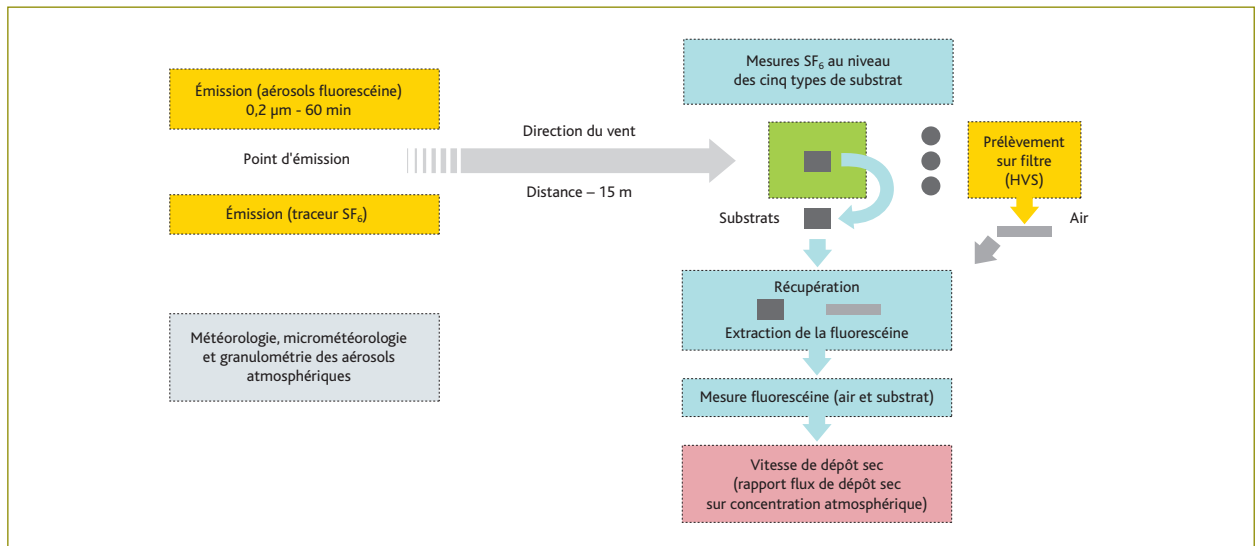 Émission (aérosols fluorescéine)
0,2 µm - 60 min
Point d'émission
Émission (traceur SF₆)
Météorologie, micrométéorologie
et granulométrie des aérosols
atmosphériques
Direction du vent
Distance – 15 m
Mesures SF₆ au niveau
des cinq types de substrat
Prélèvement
sur filtre
(HVS)
Substrats
Air
Récupération
Extraction de la fluorescéine
Mesure fluorescéine (air et substrat)
Vitesse de dépôt sec
(rapport flux de dépôt sec
sur concentration atmosphérique)